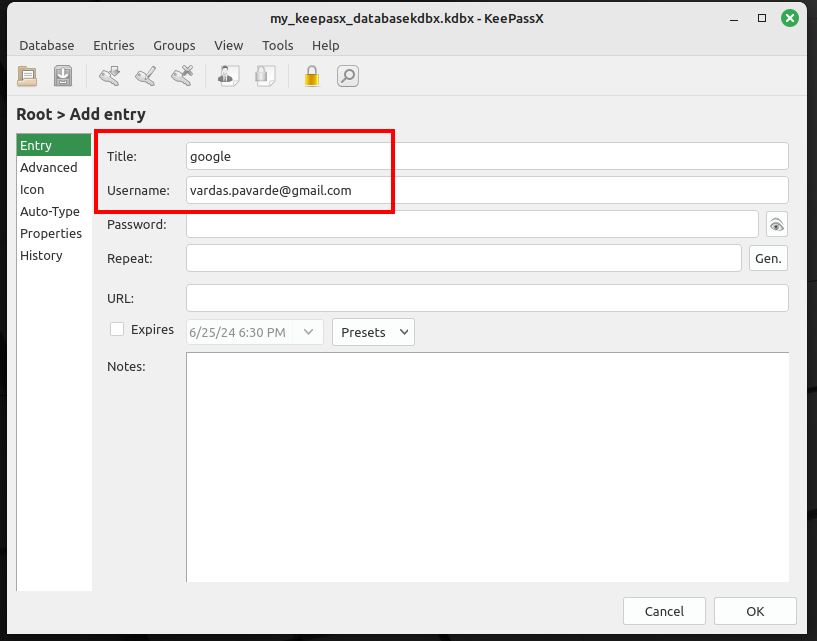 my_keepasx_databasekdbx.kdbx - KeePassX
Database Entries Groups View Tools Help
Root > Add entry
Entry
Advanced
Icon
Auto-Type
Properties
History
Title: google
Username: vardas.pavarde@gmail.com
Password:
Repeat: Gen.
URL:
Expires 6/25/24 6:30 PM Presets
Notes:
Cancel OK